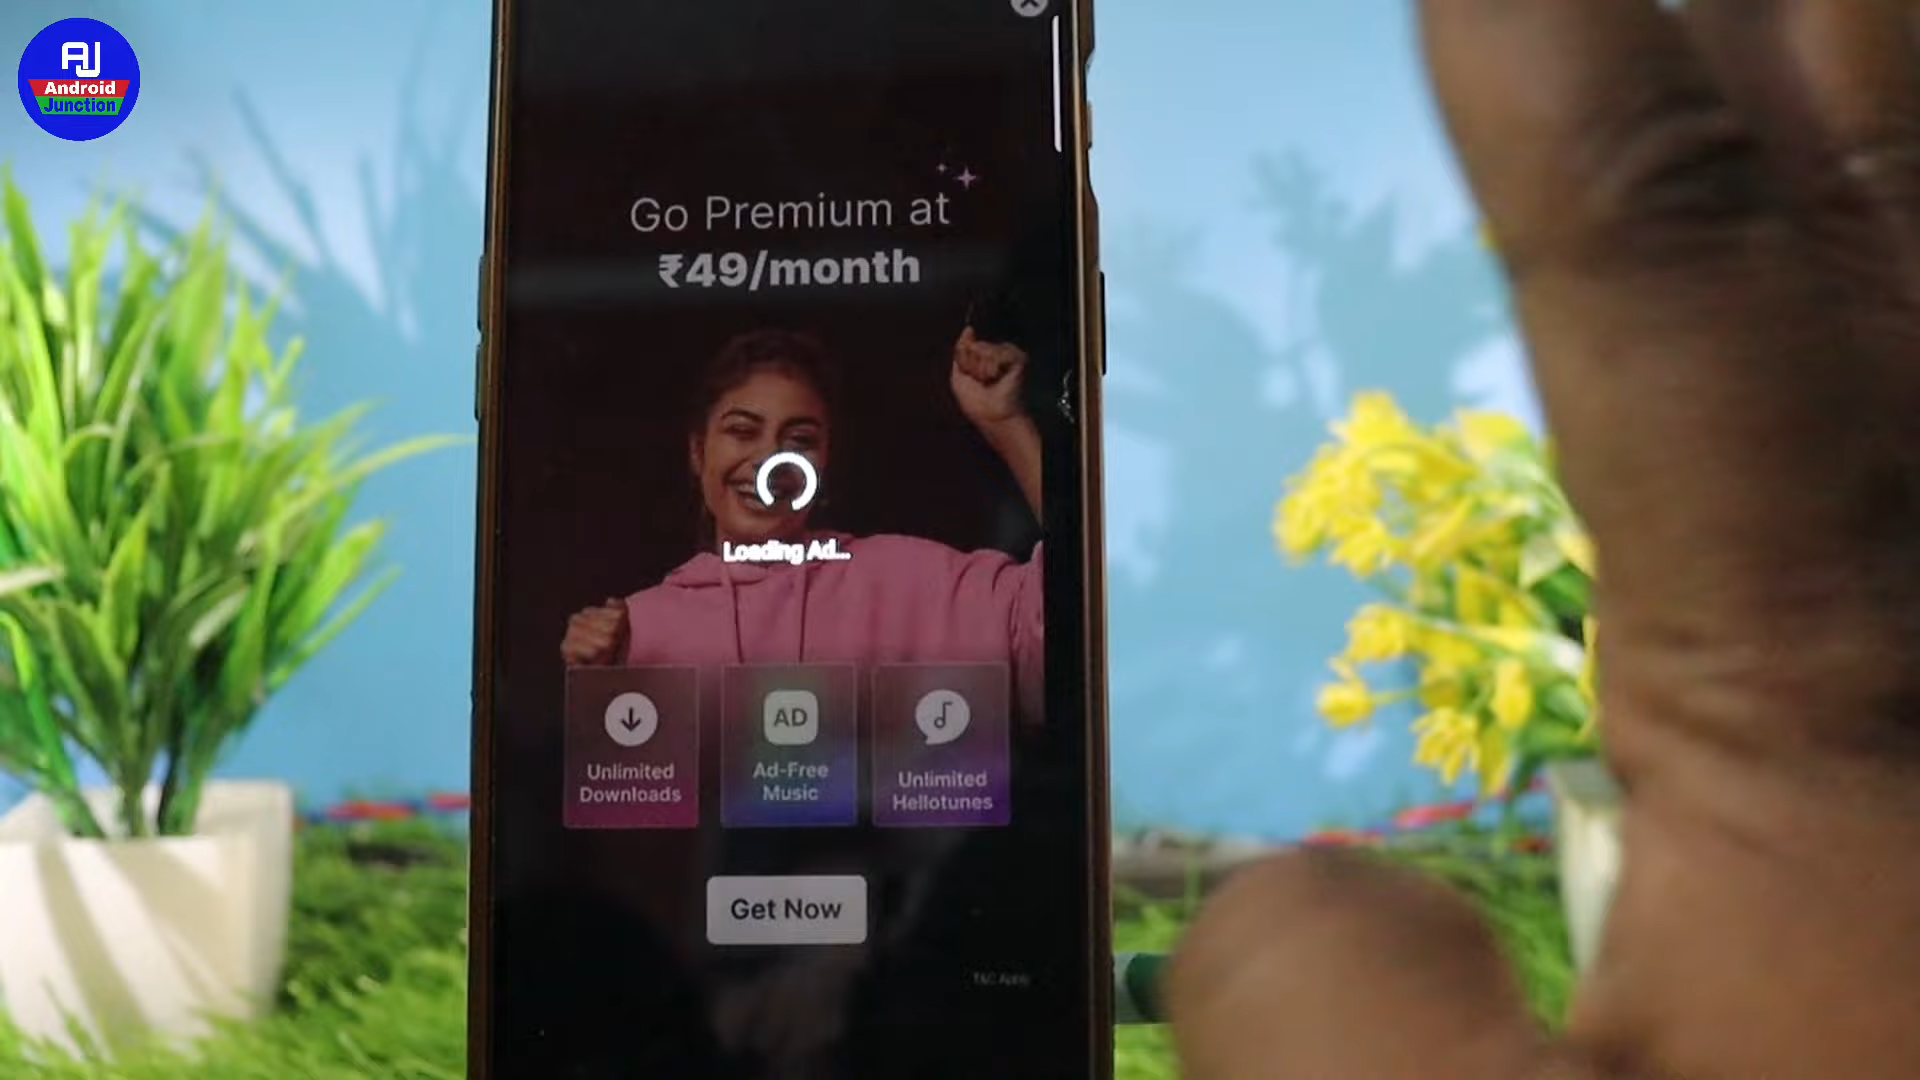 AJ
Android
Junction
Go Premium at
₹49/month
Loading Ad...
Unlimited
Downloads
AD
Ad-Free
Music
Unlimited
Hellotunes
Get Now
T&C Apply